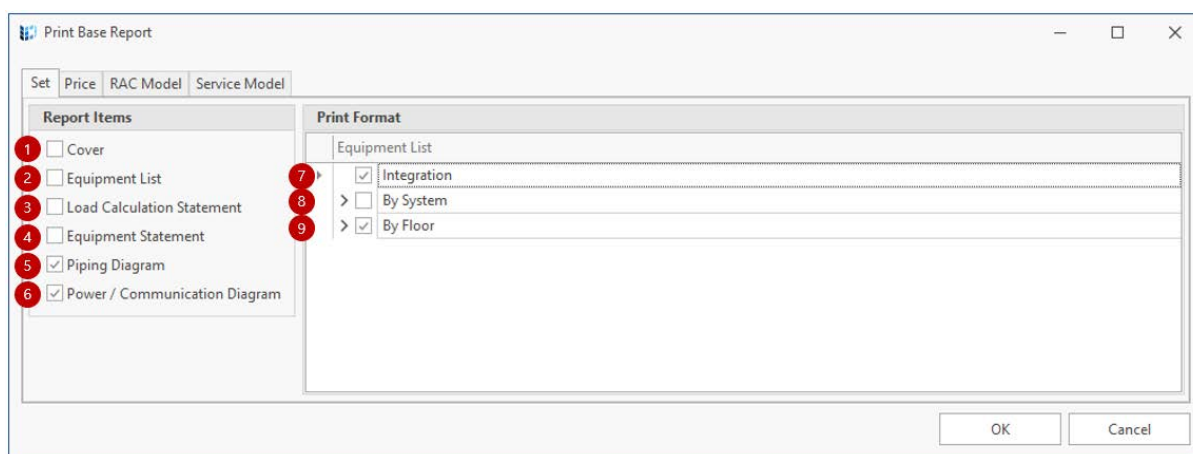 Print Base Report
Set Price RAC Model Service Model
Report Items
1 Cover
2 Equipment List
3 Load Calculation Statement
4 Equipment Statement
5 Piping Diagram
6 Power / Communication Diagram
Print Format
Equipment List
7 Integration
8 By System
9 By Floor
OK Cancel